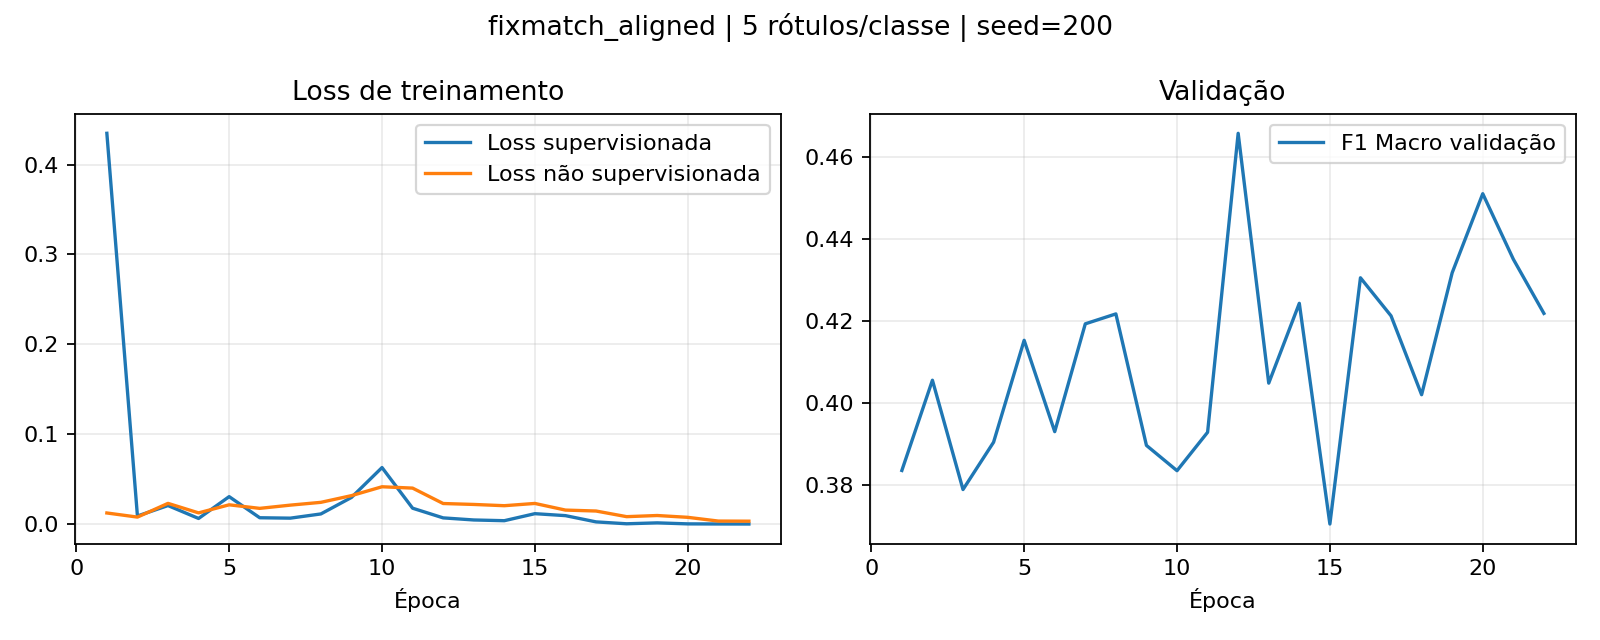 fixmatch_aligned | 5 rótulos/classe | seed=200
Loss de treinamento
Loss supervisionada
Loss não supervisionada
0.4
0.3
0.2
0.1
0.0
0 5 10 15 20
Época
Validação
F1 Macro validação
0.46
0.44
0.42
0.40
0.38
0 5 10 15 20
Época